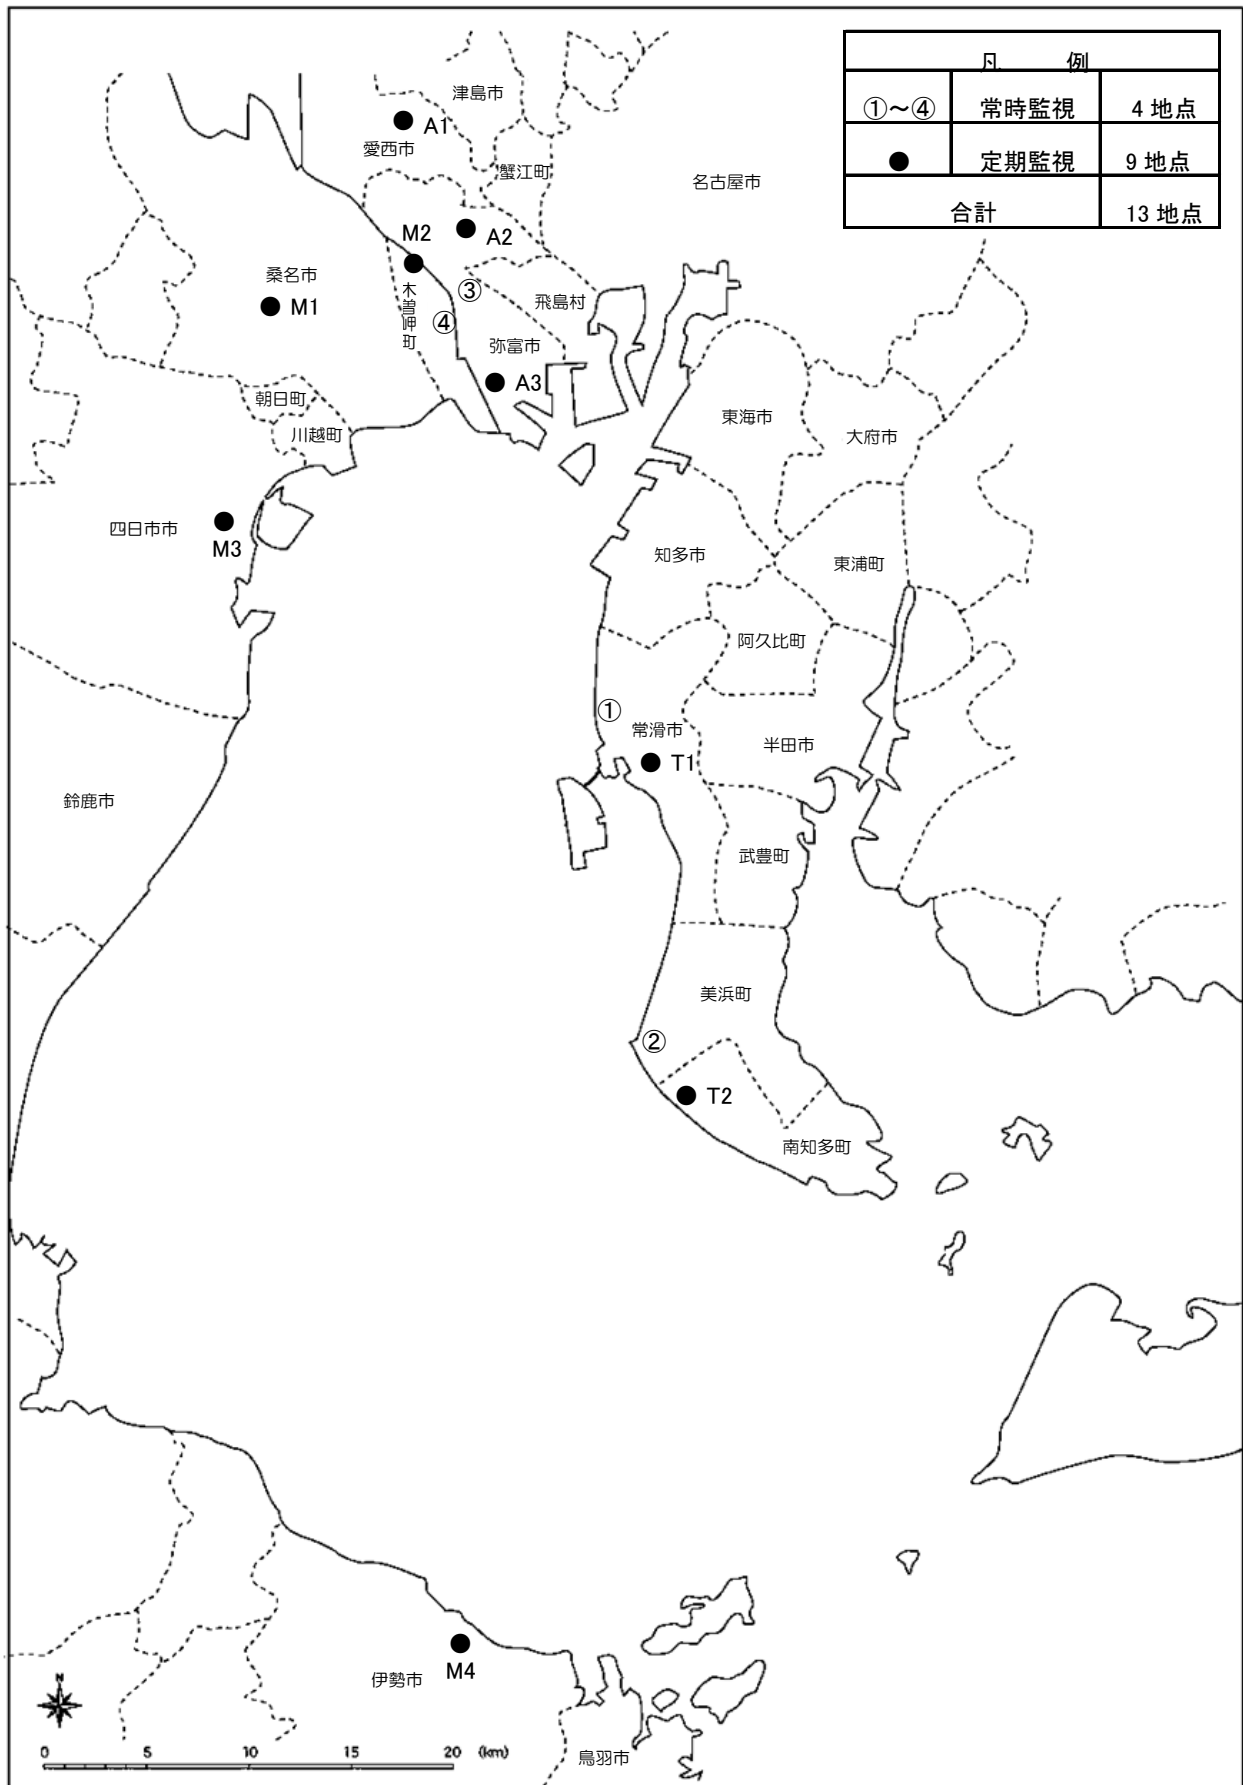 凡 例
①～④ 常時監視 4 地点
● 定期監視 9 地点
合計 13 地点
津島市
A1
愛西市
蟹江町
名古屋市
M2
A2
桑名市
③
飛島村
木曽岬町
M1
④
弥富市
A3
朝日町
川越町
東海市
大府市
四日市市
M3
知多市
東浦町
阿久比町
①
常滑市
半田市
T1
鈴鹿市
武豊町
美浜町
②
T2
南知多町
M4
伊勢市
N
鳥羽市
0 5 10 15 20 (km)